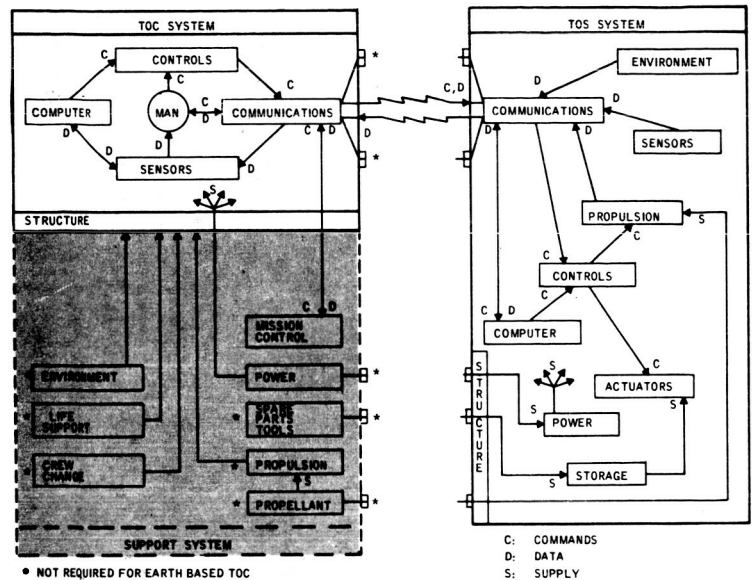 TOC SYSTEM
C
CONTROLS
C
C
COMPUTER
MAN
C
D
COMMUNICATIONS
D
D
SENSORS
D
C D
S
STRUCTURE
C D
MISSION
CONTROL
* ENVIRONMENT
POWER
*
* LIFE
SUPPORT
* SPARE
PARTS
TOOLS
*
* CREW
CHANGE
* PROPULSION
S
* PROPELLANT
*
SUPPORT SYSTEM
* NOT REQUIRED FOR EARTH BASED TOC
*
C,D
D
*
TOS SYSTEM
ENVIRONMENT
D
COMMUNICATIONS
D
D
D
SENSORS
PROPULSION
S
C
C
CONTROLS
C
C D
COMPUTER
C
ACTUATORS
S
STRUCTURE
S
S
POWER
S
STORAGE
C: COMMANDS
D: DATA
S: SUPPLY